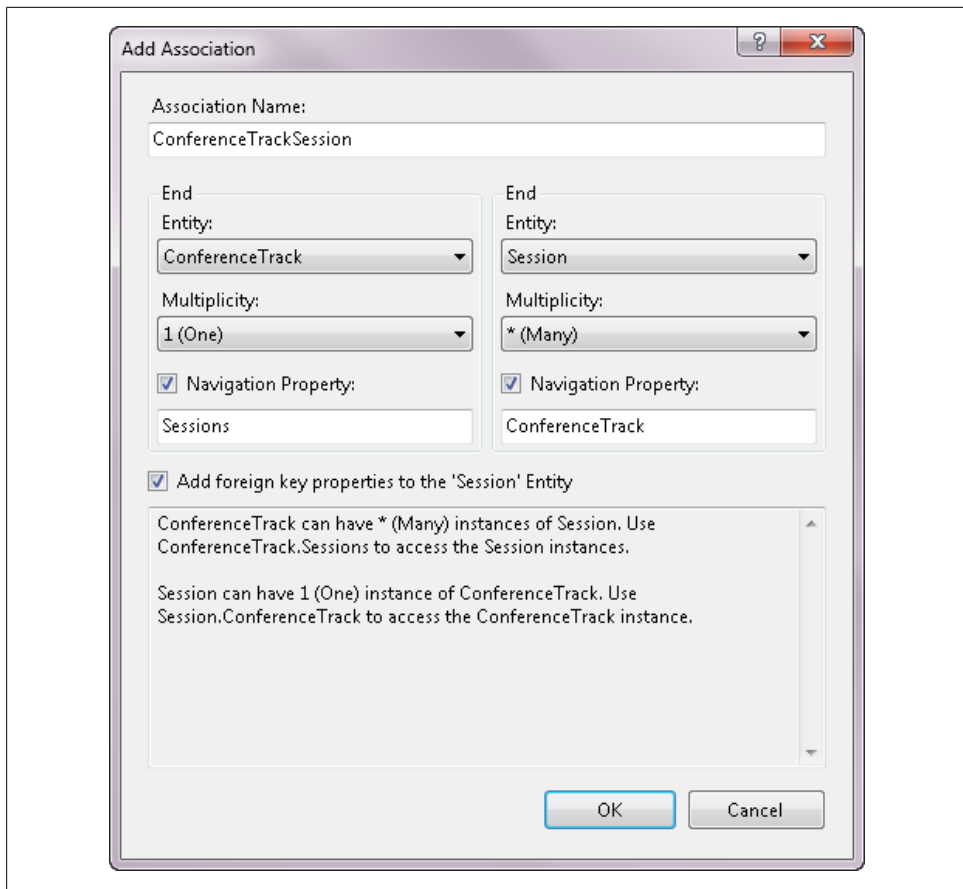 Add Association
?
Association Name:
ConferenceTrackSession
End
Entity:
ConferenceTrack
Multiplicity:
1 (One)
Navigation Property:
Sessions
End
Entity:
Session
Multiplicity:
* (Many)
Navigation Property:
ConferenceTrack
Add foreign key properties to the 'Session' Entity
ConferenceTrack can have * (Many) instances of Session. Use
ConferenceTrack.Sessions to access the Session instances.
Session can have 1 (One) instance of ConferenceTrack. Use
Session.ConferenceTrack to access the ConferenceTrack instance.
OK
Cancel